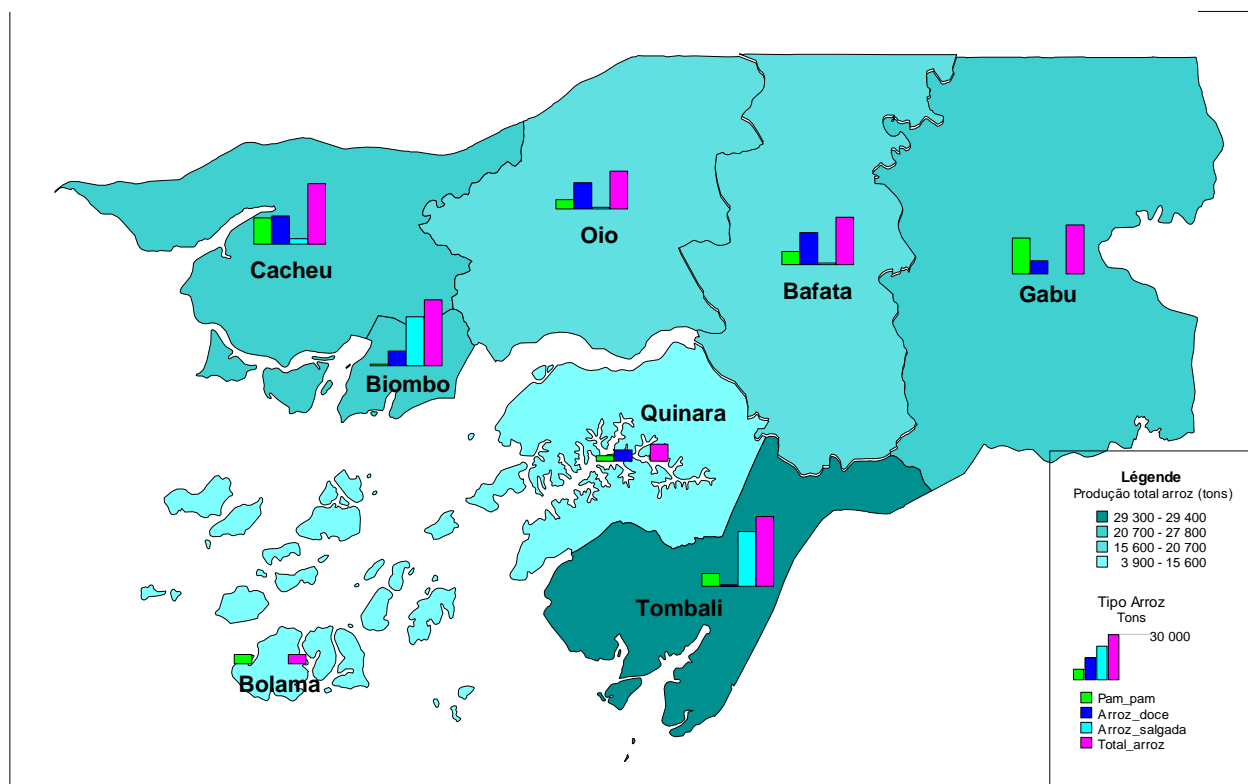 Oio
Cacheu
Bafata
Gabu
Biombo
Quinara
Tombali
Bolama
Légende
Produção total arroz (tons)
29 300 - 29 400
20 700 - 27 800
15 600 - 20 700
3 900 - 15 600
Tipo Arroz
Tons
30 000
Pam_pam
Arroz_doce
Arroz_salgada
Total_arroz